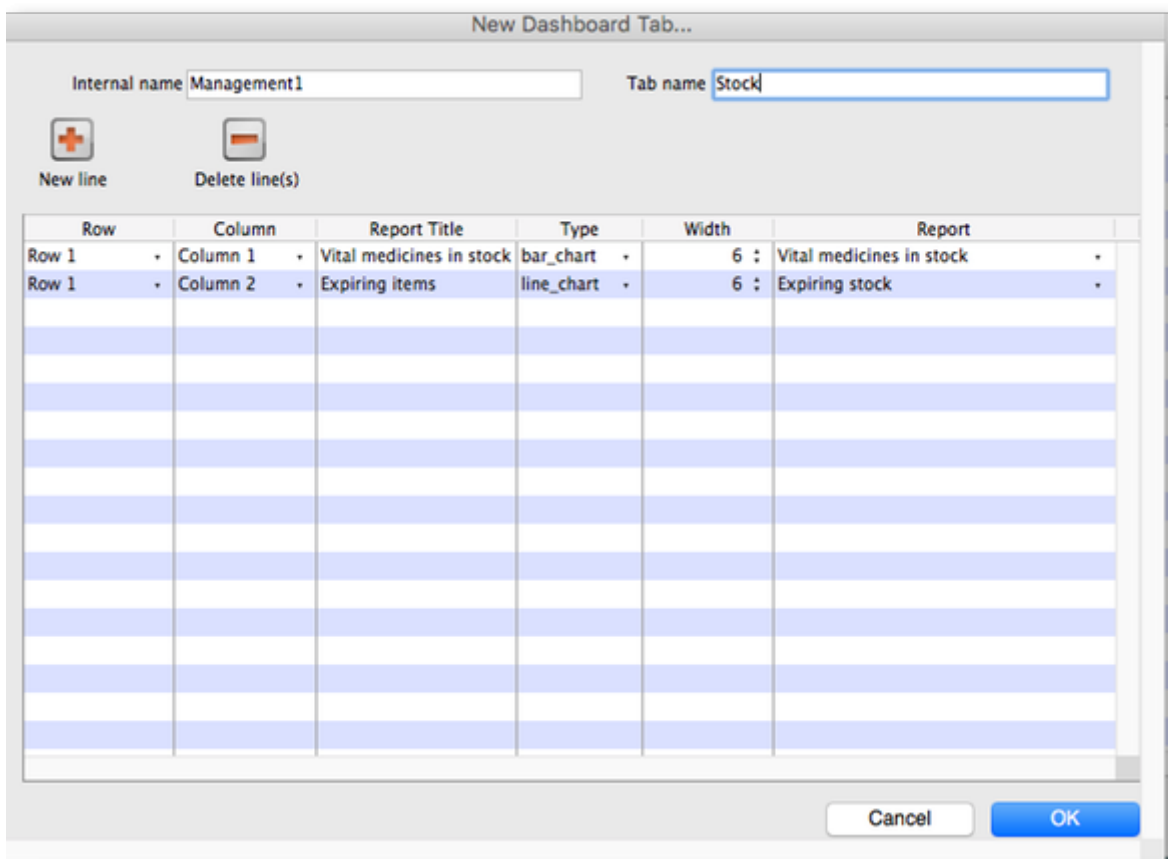 New Dashboard Tab...
Internal name Management1 Tab name Stock
New line Delete line(s)
Row Column Report Title Type Width Report
Row 1 Column 1 Vital medicines in stock bar_chart 6 Vital medicines in stock
Row 1 Column 2 Expiring items line_chart 6 Expiring stock
Cancel OK